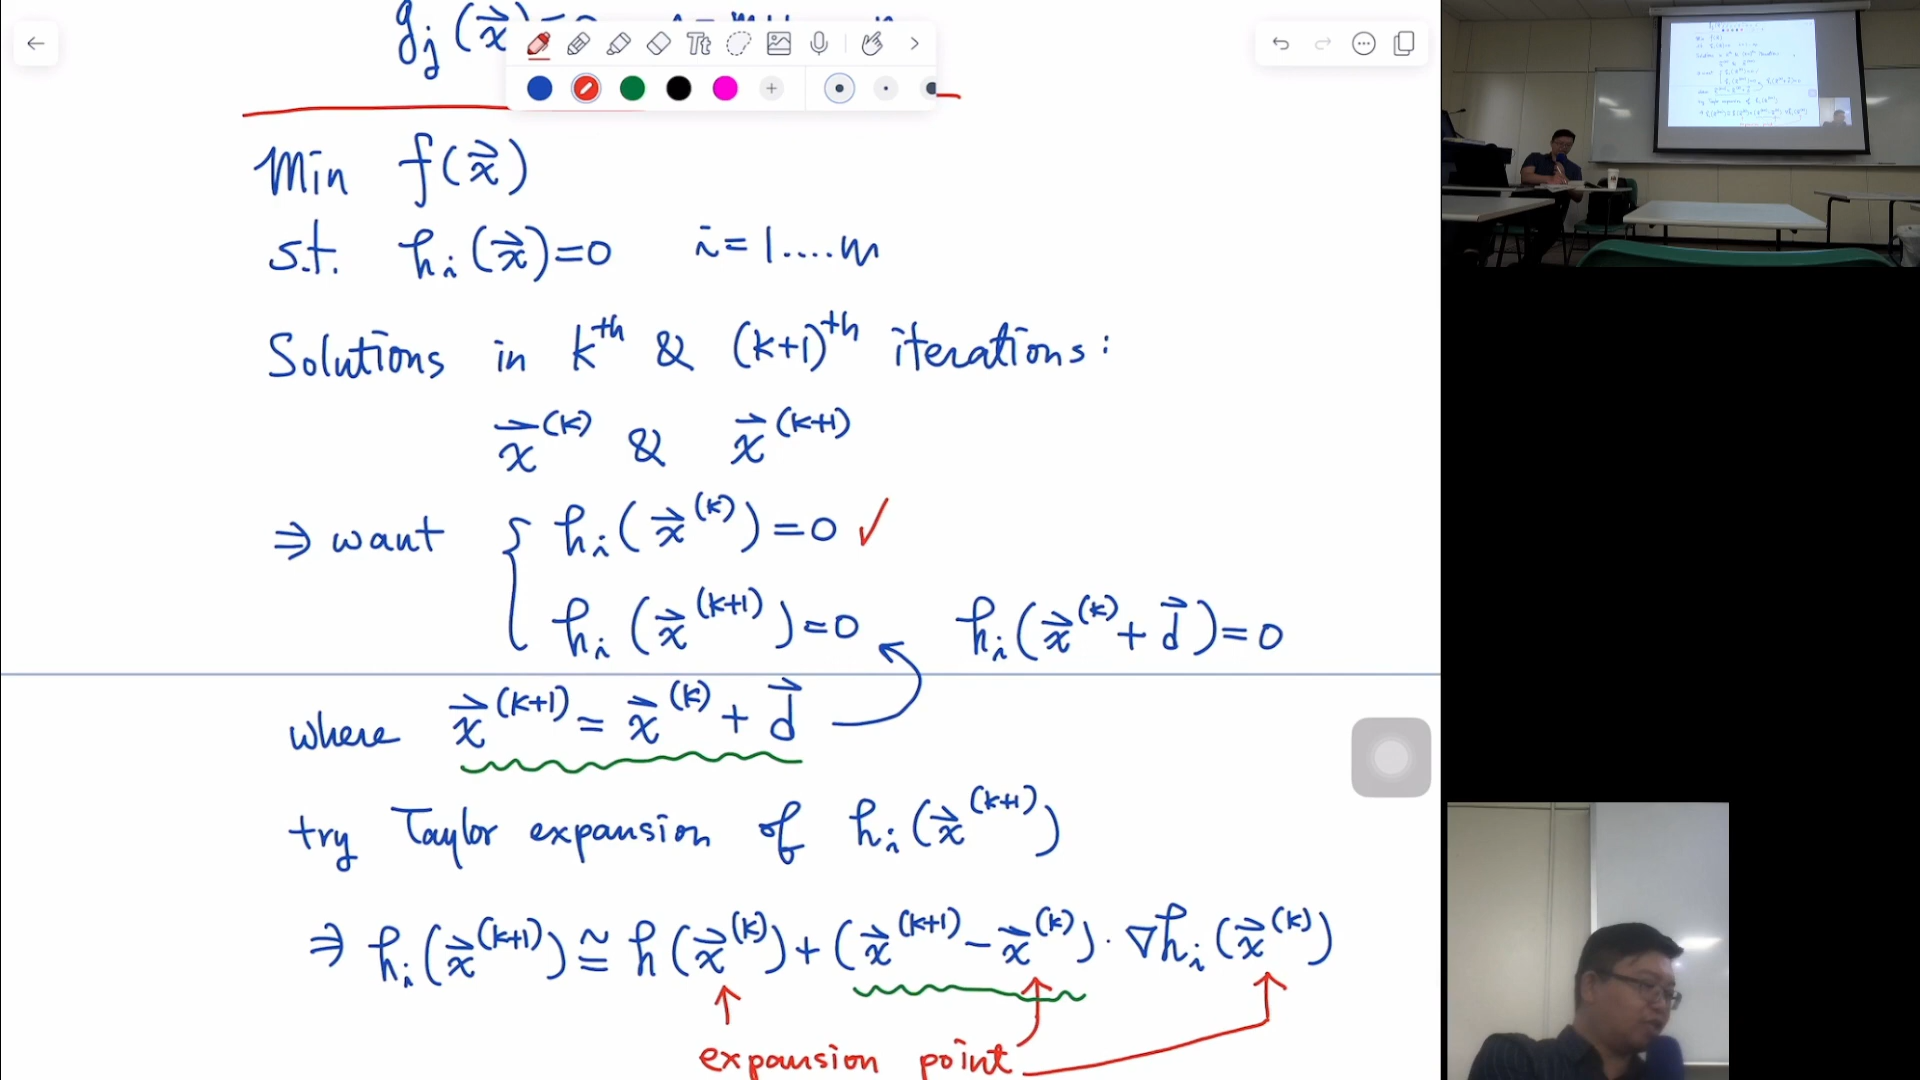 Min f(x⃗)
s.t. hᵢ(x⃗)=0 i=1....m
Solutions in kᵗʰ & (k+1)ᵗʰ iterations:
x⃗⁽ᵏ⁾ & x⃗⁽ᵏ⁺¹⁾
⇒ want { hᵢ(x⃗⁽ᵏ⁾)=0 ✓
hᵢ(x⃗⁽ᵏ⁺¹⁾)=0 hᵢ(x⃗⁽ᵏ⁾+d⃗)=0
where x⃗⁽ᵏ⁺¹⁾=x⃗⁽ᵏ⁾+d⃗
try Taylor expansion of hᵢ(x⃗⁽ᵏ⁺¹⁾)
⇒ hᵢ(x⃗⁽ᵏ⁺¹⁾)≅h(x⃗⁽ᵏ⁾)+(x⃗⁽ᵏ⁺¹⁾−x⃗⁽ᵏ⁾)·∇hᵢ(x⃗⁽ᵏ⁾)
expansion point